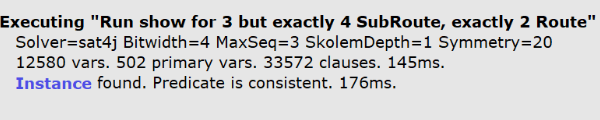 Executing "Run show for 3 but exactly 4 SubRoute, exactly 2 Route"
Solver=sat4j Bitwidth=4 MaxSeq=3 SkolemDepth=1 Symmetry=20
12580 vars. 502 primary vars. 33572 clauses. 145ms.
Instance found. Predicate is consistent. 176ms.